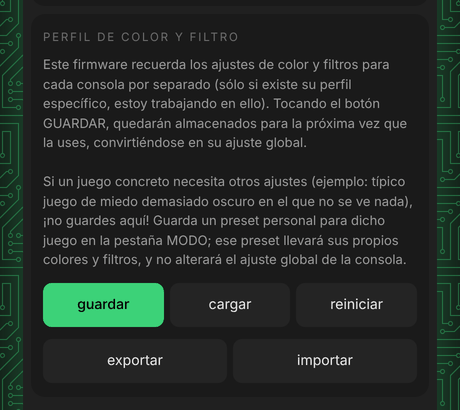 PERFIL DE COLOR Y FILTRO
Este firmware recuerda los ajustes de color y filtros para
cada consola por separado (sólo si existe su perfil
específico, estoy trabajando en ello). Tocando el botón
GUARDAR, quedarán almacenados para la próxima vez que
la uses, convirtiéndose en su ajuste global.
Si un juego concreto necesita otros ajustes (ejemplo: típico
juego de miedo demasiado oscuro en el que no se ve nada),
¡no guardes aquí! Guarda un preset personal para dicho
juego en la pestaña MODO; ese preset llevará sus propios
colores y filtros, y no alterará el ajuste global de la consola.
guardar cargar reiniciar
exportar importar